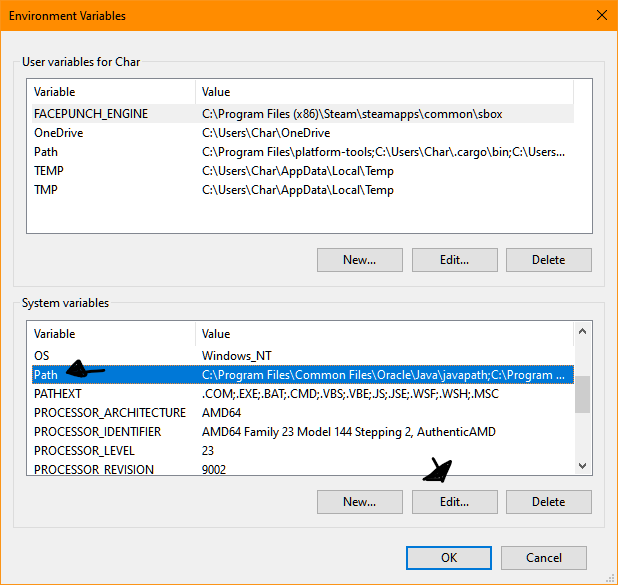 Environment Variables
User variables for Char
Variable Value
FACEPUNCH_ENGINE C:\Program Files (x86)\Steam\steamapps\common\sbox
OneDrive C:\Users\Char\OneDrive
Path C:\Program Files\platform-tools;C:\Users\Char\.cargo\bin;C:\Users...
TEMP C:\Users\Char\AppData\Local\Temp
TMP C:\Users\Char\AppData\Local\Temp
New... Edit... Delete
System variables
Variable Value
OS Windows_NT
Path C:\Program Files\Common Files\Oracle\Java\javapath;C:\Program ...
PATHEXT .COM;.EXE;.BAT;.CMD;.VBS;.VBE;.JS;.JSE;.WSF;.WSH;.MSC
PROCESSOR_ARCHITECTURE AMD64
PROCESSOR_IDENTIFIER AMD64 Family 23 Model 144 Stepping 2, AuthenticAMD
PROCESSOR_LEVEL 23
PROCESSOR_REVISION 9002
New... Edit... Delete
OK Cancel